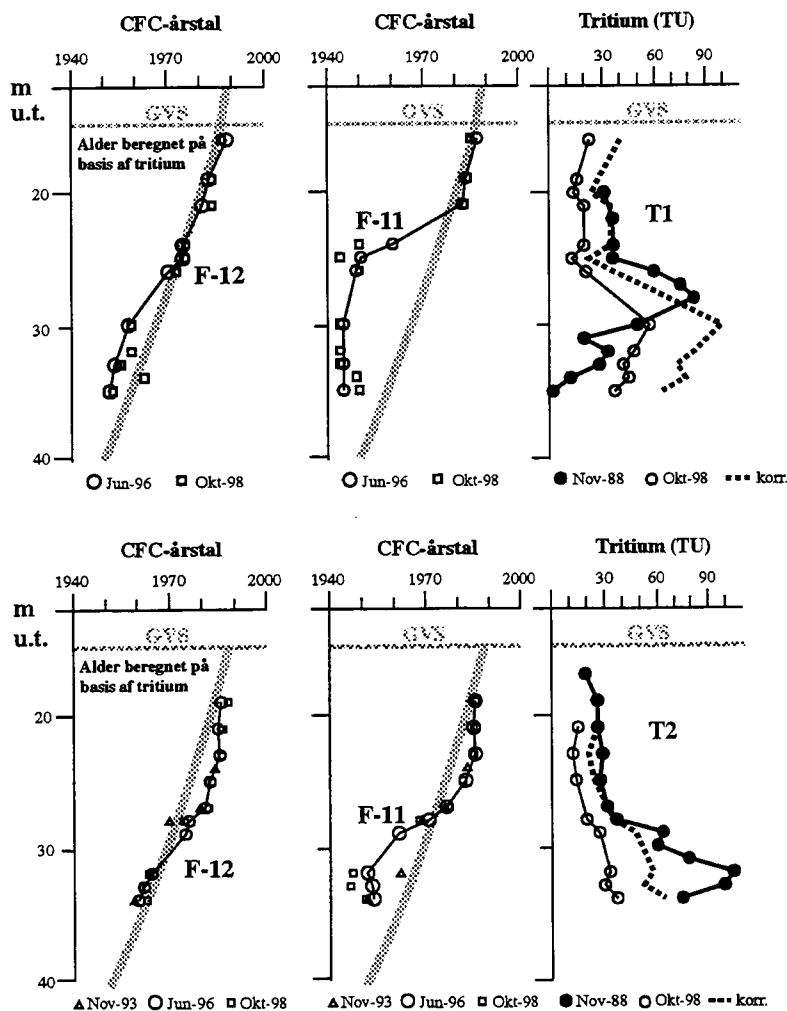 CFC-årstal CFC-årstal Tritium (TU)
1940 1970 2000 1940 1970 2000 30 60 90
m
u.t.
GVS GVS GVS
Alder beregnet på
basis af tritium
20
F-11 T1
F-12
30
40
Jun-96 Okt-98 Jun-96 Okt-98 Nov-88 Okt-98 korr.
CFC-årstal CFC-årstal Tritium (TU)
1940 1970 2000 1940 1970 2000 30 60 90
m
u.t.
GVS GVS GVS
Alder beregnet på
basis af tritium
20
T2
F-11
30
F-12
40
Nov-93 Jun-96 Okt-98 Nov-93 Jun-96 Okt-98 Nov-88 Okt-98 korr.